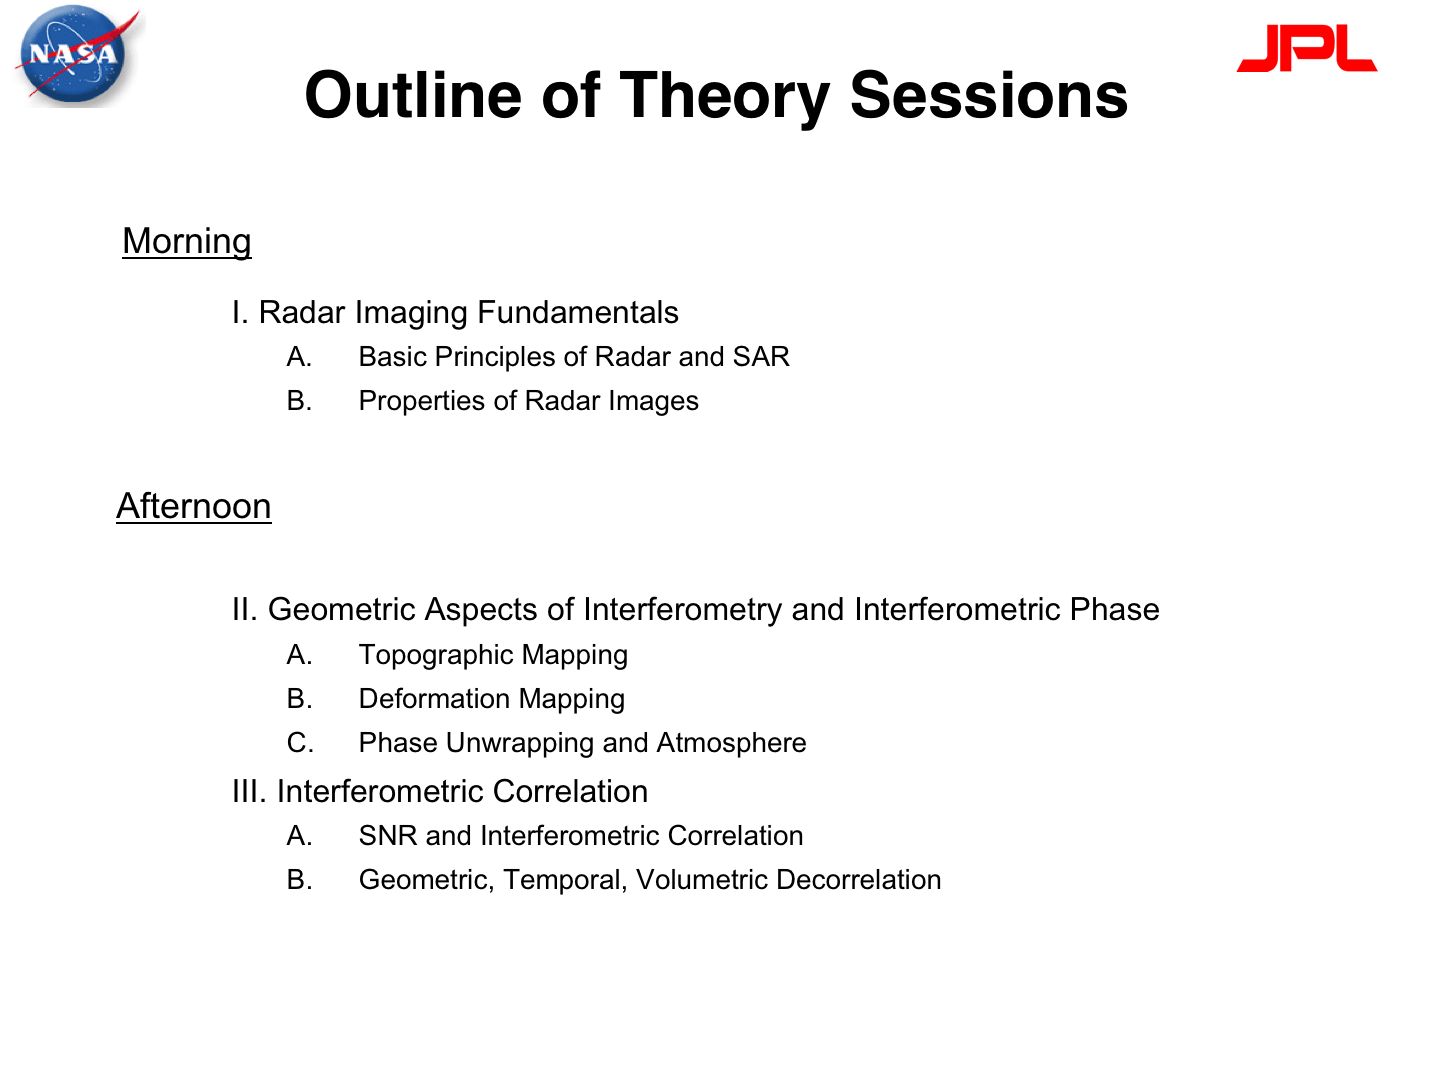 NASA
JPL
Outline of Theory Sessions
Morning
I. Radar Imaging Fundamentals
A. Basic Principles of Radar and SAR
B. Properties of Radar Images
Afternoon
II. Geometric Aspects of Interferometry and Interferometric Phase
A. Topographic Mapping
B. Deformation Mapping
C. Phase Unwrapping and Atmosphere
III. Interferometric Correlation
A. SNR and Interferometric Correlation
B. Geometric, Temporal, Volumetric Decorrelation